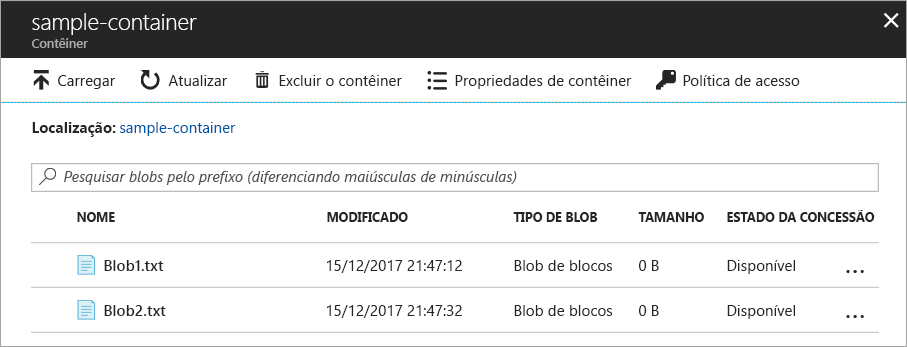 sample-container
Contêiner
Carregar Atualizar Excluir o contêiner Propriedades de contêiner Política de acesso
Localização: sample-container
Pesquisar blobs pelo prefixo (diferenciando maiúsculas de minúsculas)
NOME MODIFICADO TIPO DE BLOB TAMANHO ESTADO DA CONCESSÃO
Blob1.txt 15/12/2017 21:47:12 Blob de blocos 0 B Disponível ...
Blob2.txt 15/12/2017 21:47:32 Blob de blocos 0 B Disponível ...